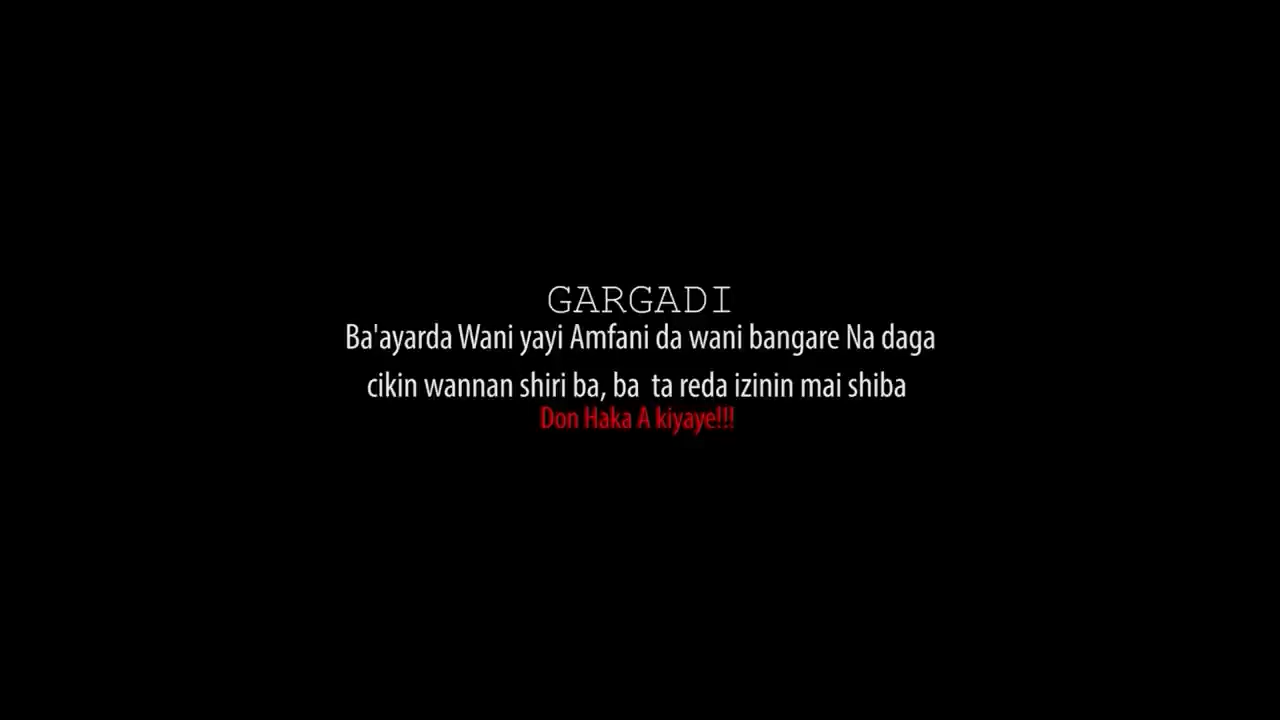 GARGADI
Ba'ayarda Wani yayi Amfani da wani bangare Na daga
cikin wannan shiri ba, ba ta reda izinin mai shiba
Don Haka A kiyaye!!!